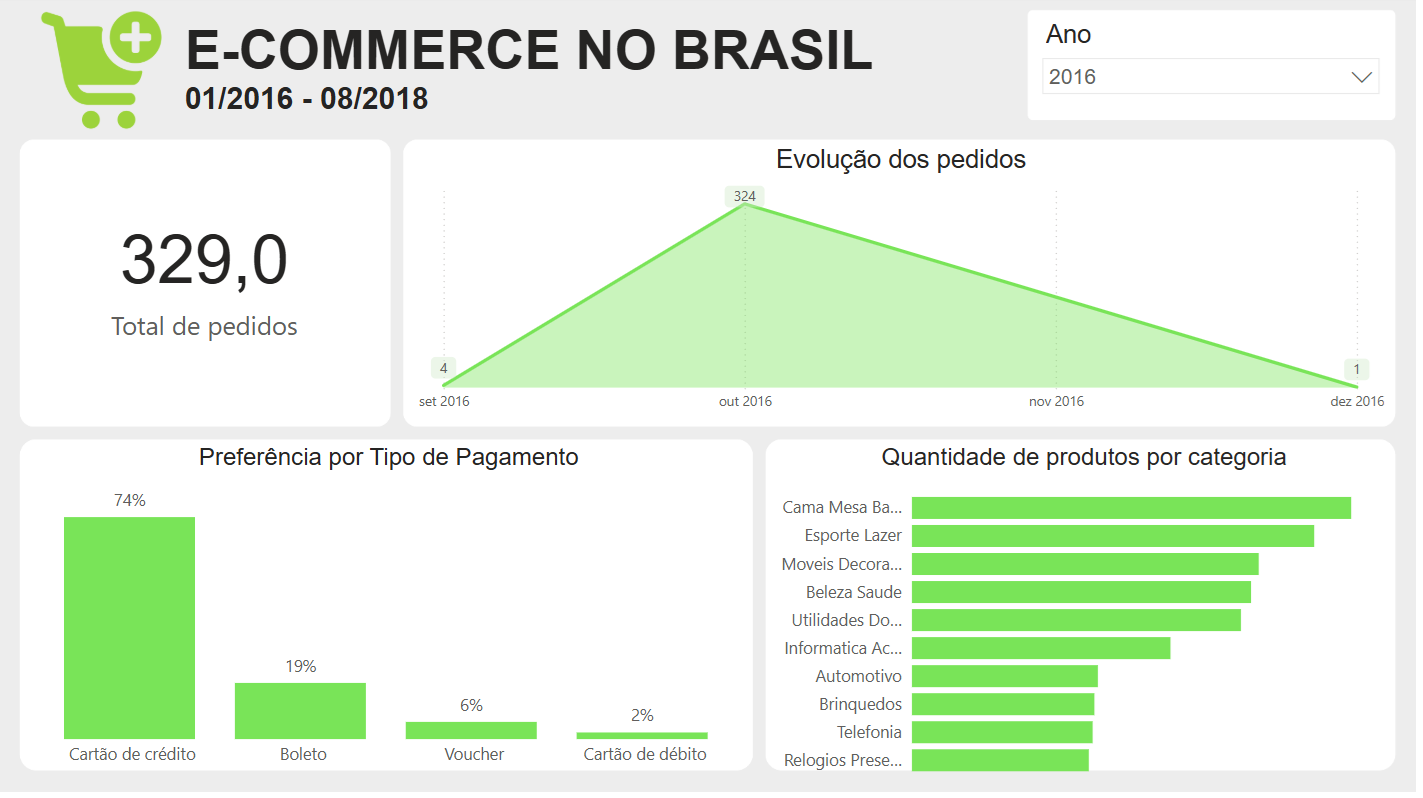 E-COMMERCE NO BRASIL
01/2016 - 08/2018
Ano
2016
329,0
Total de pedidos
Evolução dos pedidos
324
4
1
set 2016
out 2016
nov 2016
dez 2016
Preferência por Tipo de Pagamento
74%
19%
6%
2%
Cartão de crédito
Boleto
Voucher
Cartão de débito
Quantidade de produtos por categoria
Cama Mesa Ba...
Esporte Lazer
Moveis Decora...
Beleza Saude
Utilidades Do...
Informatica Ac...
Automotivo
Brinquedos
Telefonia
Relogios Prese...